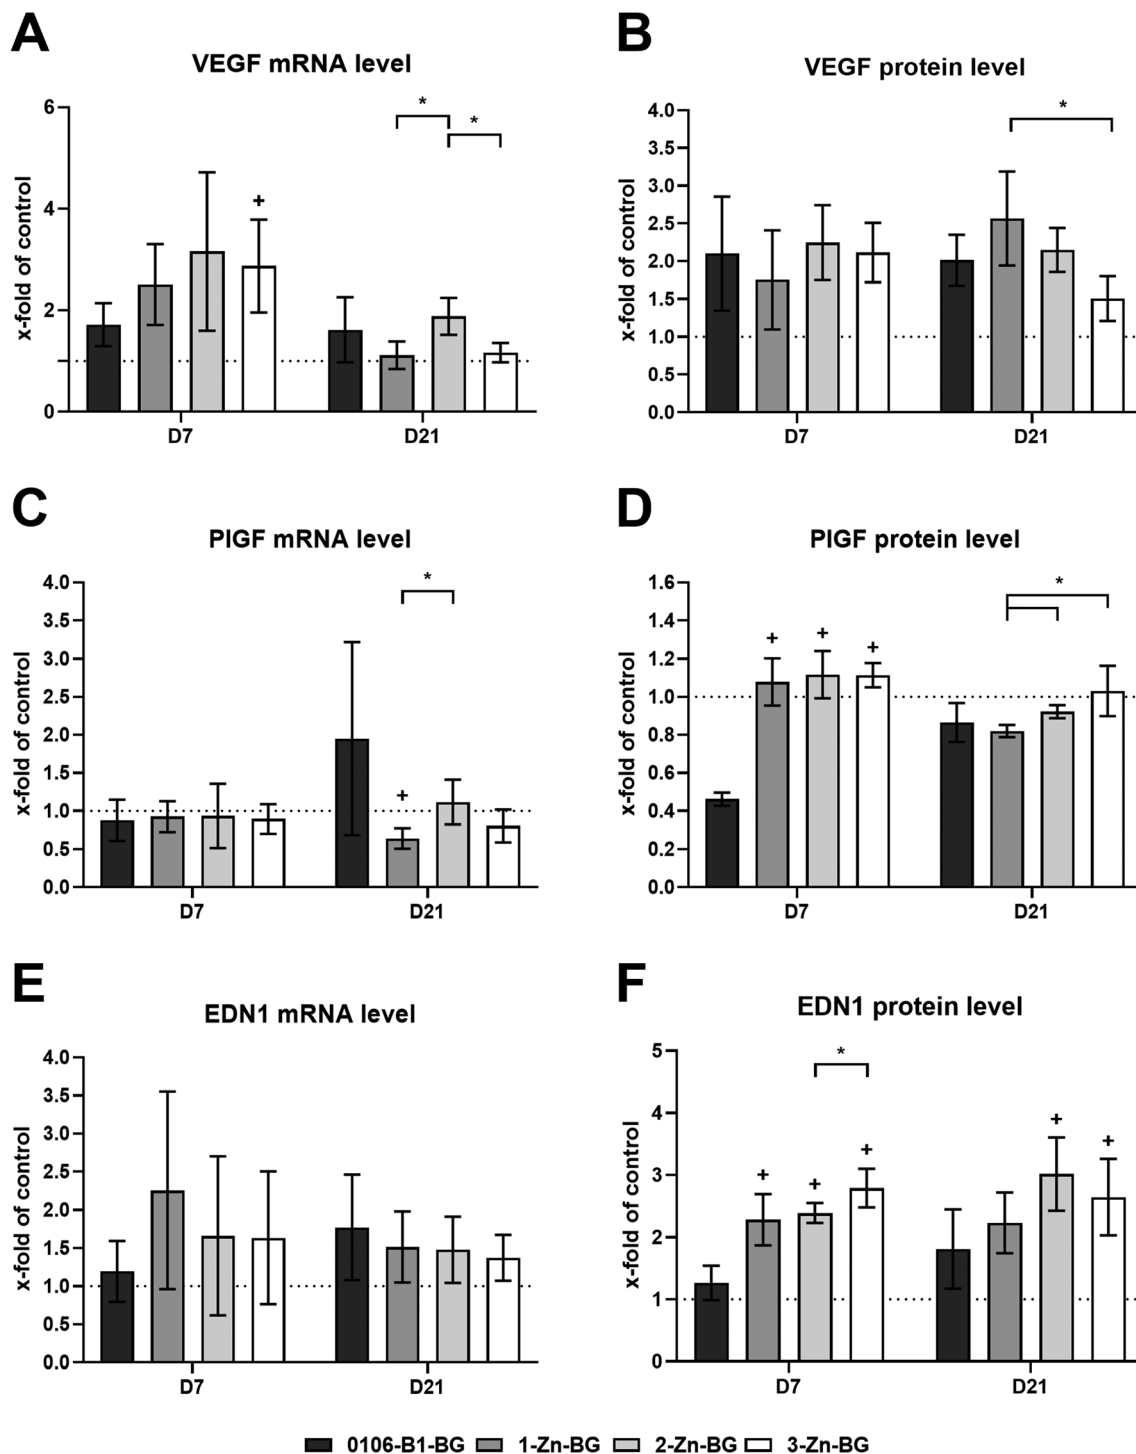 A
VEGF mRNA level
x-fold of control
6
4
2
0
+
*
*
D7
D21
B
VEGF protein level
x-fold of control
4.0
3.5
3.0
2.5
2.0
1.5
1.0
0.5
0.0
*
D7
D21
C
PIGF mRNA level
x-fold of control
4.0
3.5
3.0
2.5
2.0
1.5
1.0
0.5
0.0
+
*
D7
D21
D
PIGF protein level
x-fold of control
1.6
1.4
1.2
1.0
0.8
0.6
0.4
0.2
0.0
+
+
+
*
D7
D21
E
EDN1 mRNA level
x-fold of control
4.0
3.5
3.0
2.5
2.0
1.5
1.0
0.5
0.0
D7
D21
F
EDN1 protein level
x-fold of control
5
4
3
2
1
0
+
+
+
*
+
+
D7
D21
0106-B1-BG
1-Zn-BG
2-Zn-BG
3-Zn-BG